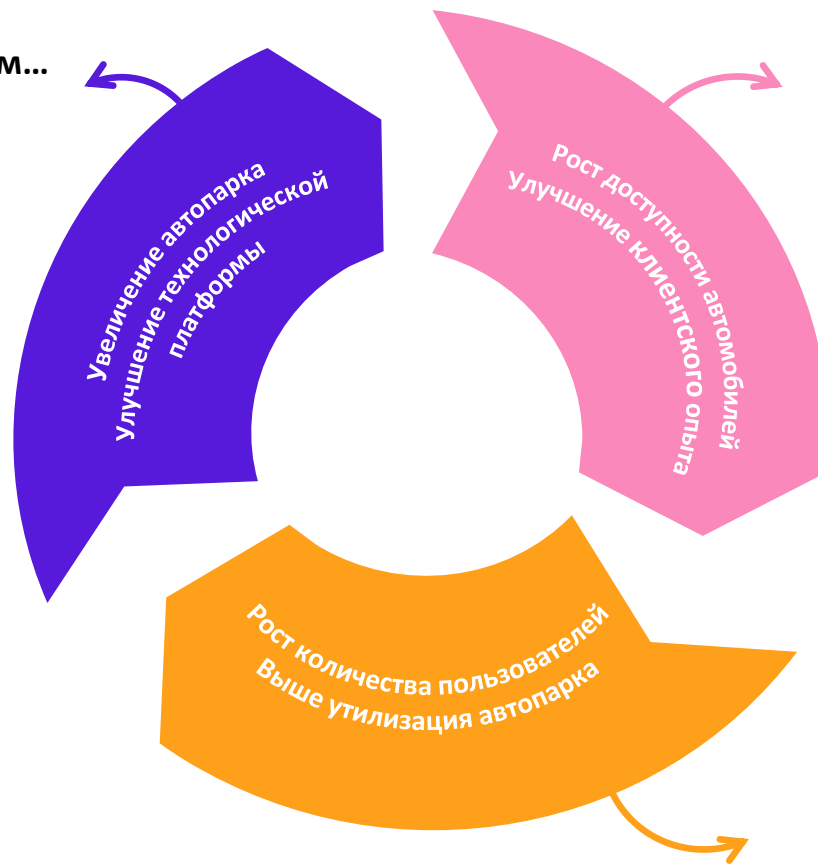 м...
Увеличение автопарка
Улучшение технологической
платформы
Рост доступности автомобилей
Улучшение клиентского опыта
Рост количества пользователей
Выше утилизация автопарка